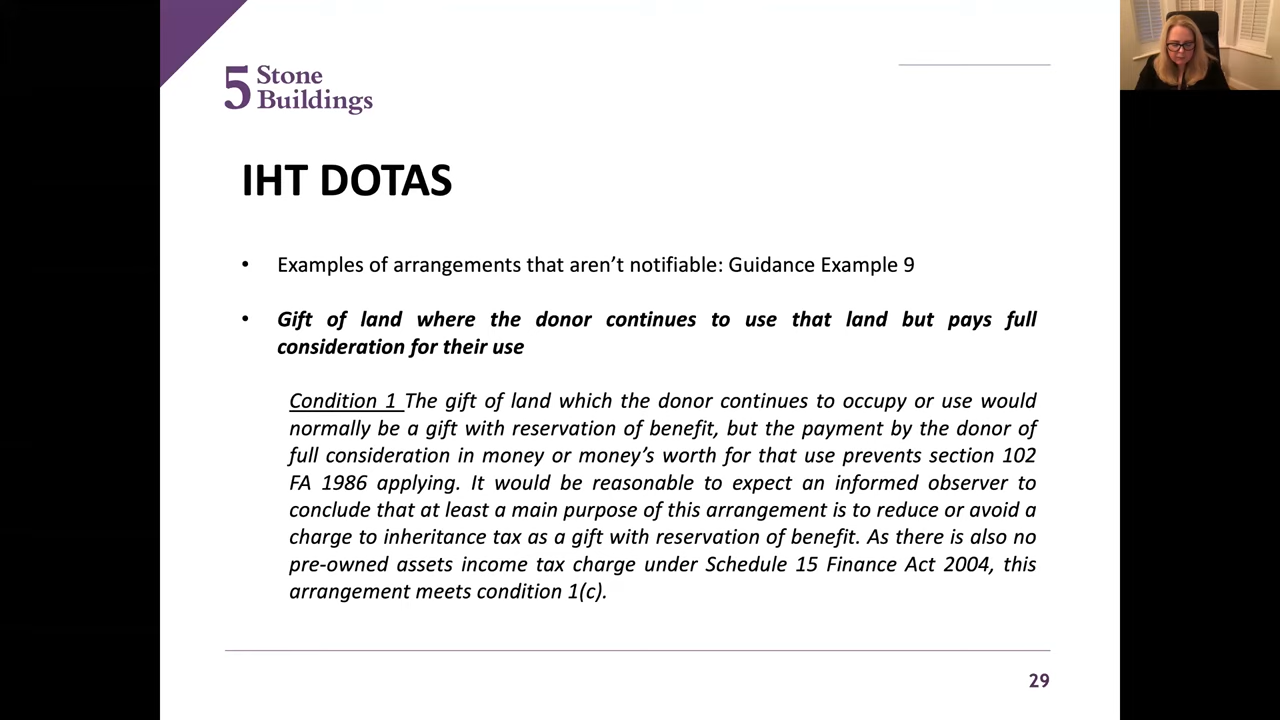 5 Stone
Buildings
IHT DOTAS
• Examples of arrangements that aren’t notifiable: Guidance Example 9
• Gift of land where the donor continues to use that land but pays full
consideration for their use
Condition 1 The gift of land which the donor continues to occupy or use would
normally be a gift with reservation of benefit, but the payment by the donor of
full consideration in money or money’s worth for that use prevents section 102
FA 1986 applying. It would be reasonable to expect an informed observer to
conclude that at least a main purpose of this arrangement is to reduce or avoid a
charge to inheritance tax as a gift with reservation of benefit. As there is also no
pre-owned assets income tax charge under Schedule 15 Finance Act 2004, this
arrangement meets condition 1(c).
29